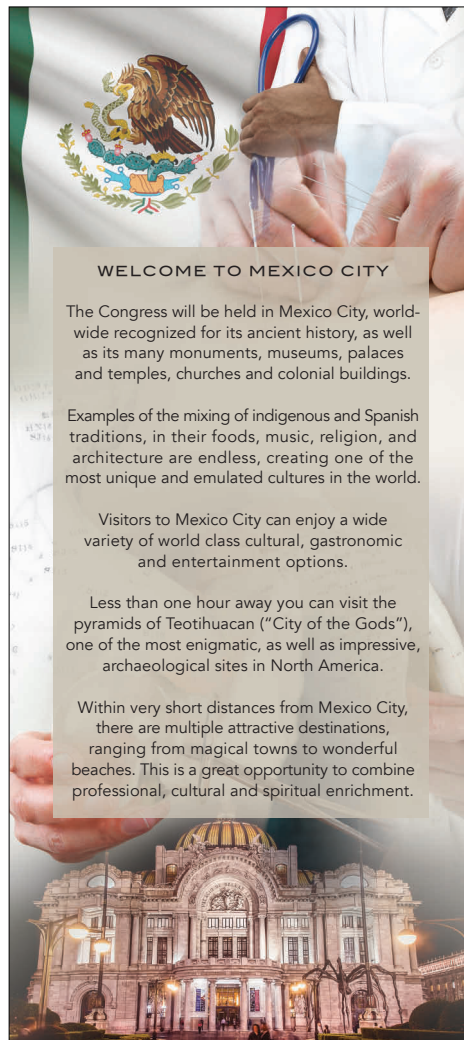 WELCOME TO MEXICO CITY
The Congress will be held in Mexico City, world-
wide recognized for its ancient history, as well
as its many monuments, museums, palaces
and temples, churches and colonial buildings.
Examples of the mixing of indigenous and Spanish
traditions, in their foods, music, religion, and
architecture are endless, creating one of the
most unique and emulated cultures in the world.
Visitors to Mexico City can enjoy a wide
variety of world class cultural, gastronomic
and entertainment options.
Less than one hour away you can visit the
pyramids of Teotihuacan (“City of the Gods”),
one of the most enigmatic, as well as impressive,
archaeological sites in North America.
Within very short distances from Mexico City,
there are multiple attractive destinations,
ranging from magical towns to wonderful
beaches. This is a great opportunity to combine
professional, cultural and spiritual enrichment.